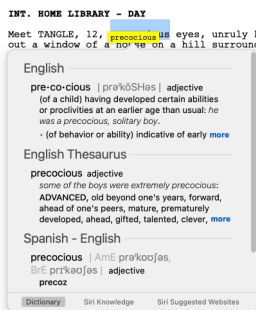 INT. HOME LIBRARY - DAY
Meet TANGLE, 12, precocious eyes, unruly
out a window of a house on a hill
English
pre·co·cious | prəˈkōSHəs | adjective
(of a child) having developed certain abilities
or proclivities at an earlier age than usual: he
was a precocious, solitary boy.
• (of behavior or ability) indicative of early more
English Thesaurus
precocious adjective
some of the boys were extremely precocious:
ADVANCED, old beyond one's years, forward,
ahead of one's peers, mature, prematurely
developed, ahead, gifted, talented, clever, more
Spanish - English
precocious | AmE prəˈkoʊʃəs,
BrE prɪˈkəʊʃəs | adjective
precoz
Dictionary Siri Knowledge Siri Suggested Websites